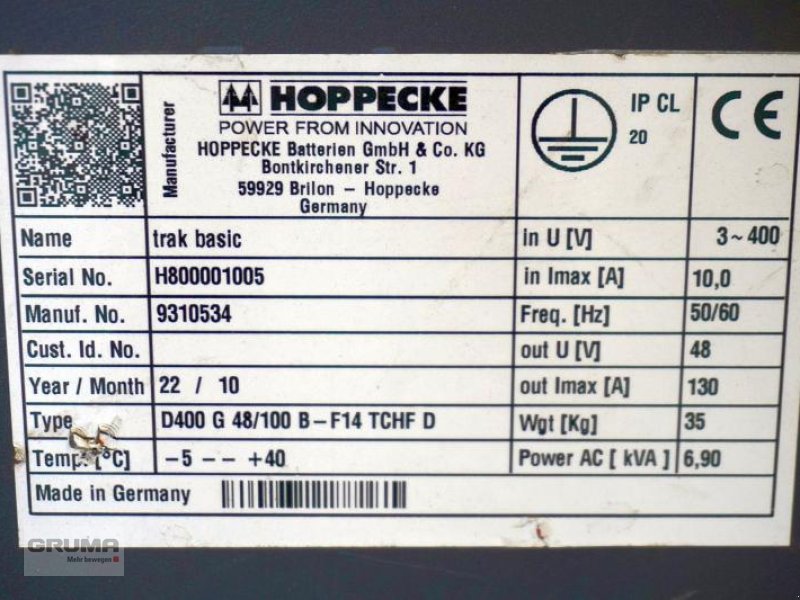 Manufacturer
HOPPECKE
POWER FROM INNOVATION
HOPPECKE Batterien GmbH & Co. KG
Bontkirchener Str. 1
59929 Brilon – Hoppecke
Germany
IP CL
20
CE
Name trak basic in U [V] 3~400
Serial No. H800001005 in Imax [A] 10,0
Manuf. No. 9310534 Freq. [Hz] 50/60
Cust. Id. No. out U [V] 48
Year / Month 22 / 10 out Imax [A] 130
Type D400 G 48/100 B–F14 TCHF D Wgt [Kg] 35
Temp. [°C] –5 –– +40 Power AC [ kVA ] 6,90
Made in Germany
GRUMA
Mehr bewegen